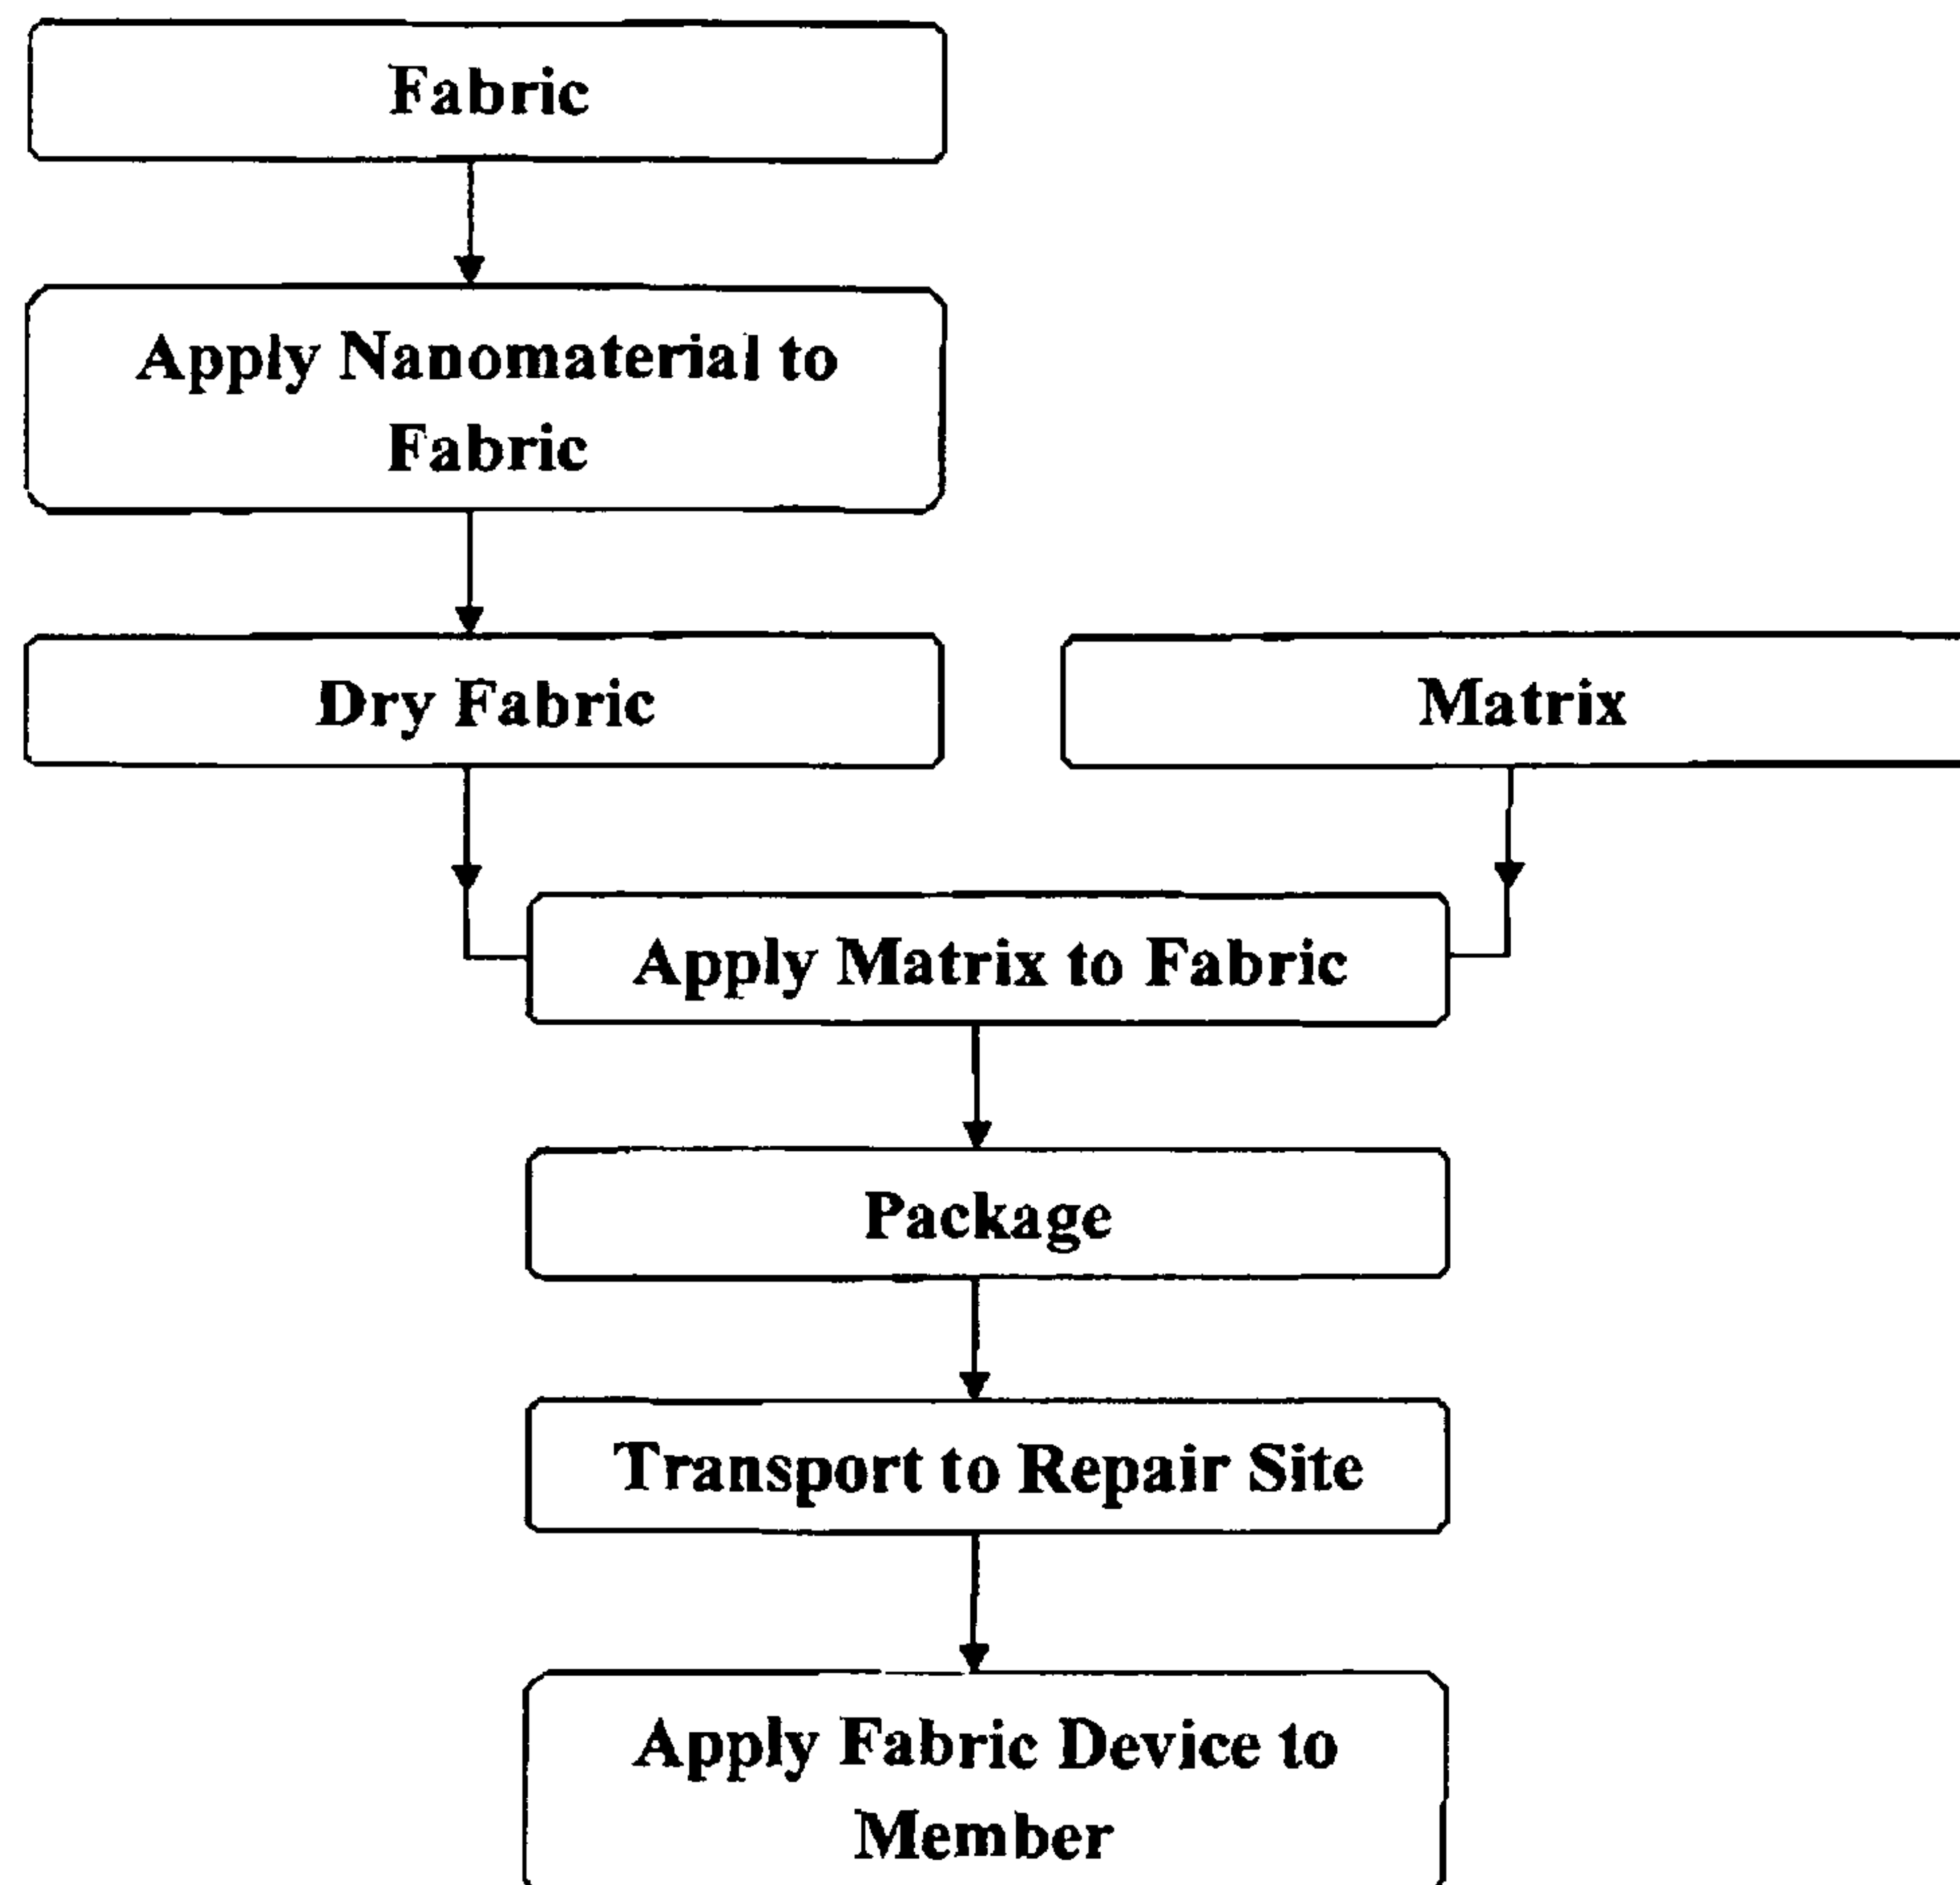 Fabric
Apply Nanomaterial to
Fabric
Dry Fabric
Matrix
Apply Matrix to Fabric
Package
Transport to Repair Site
Apply Fabric Device to
Member